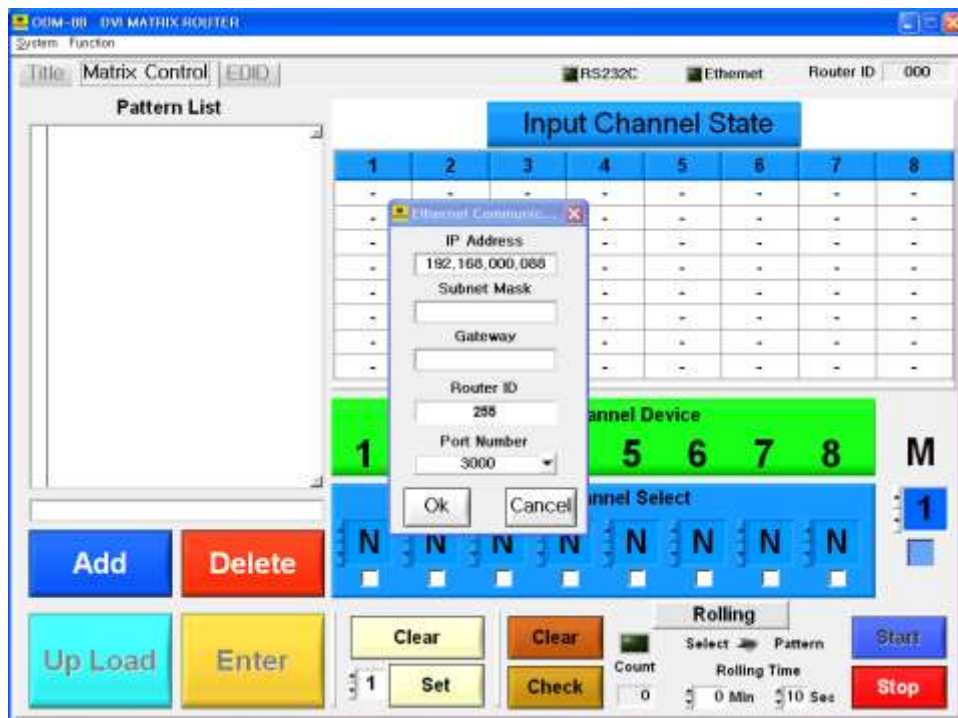 ODM-88 DVI MATRIX ROUTER
System Function
Title Matrix Control EDID RS232C Ethernet Router ID 000
Pattern List
Input Channel State
1 2 3 4 5 6 7 8
- - - - - - - -
- - - - - -
- - - - - -
- - - - - -
- - - - - -
- - - - - -
- - - - - -
- - - - - -
Ethernet Communic...
IP Address
192,168,000,088
Subnet Mask
Gateway
Router ID
255
Port Number
3000
Ok Cancel
annel Device
1 5 6 7 8 M
annel Select
N N N N N N N N 1
Add Delete
Up Load Enter
Clear
1 Set
Clear
Check
Rolling
Select Pattern
Count Rolling Time
0 0 Min 10 Sec
Start
Stop